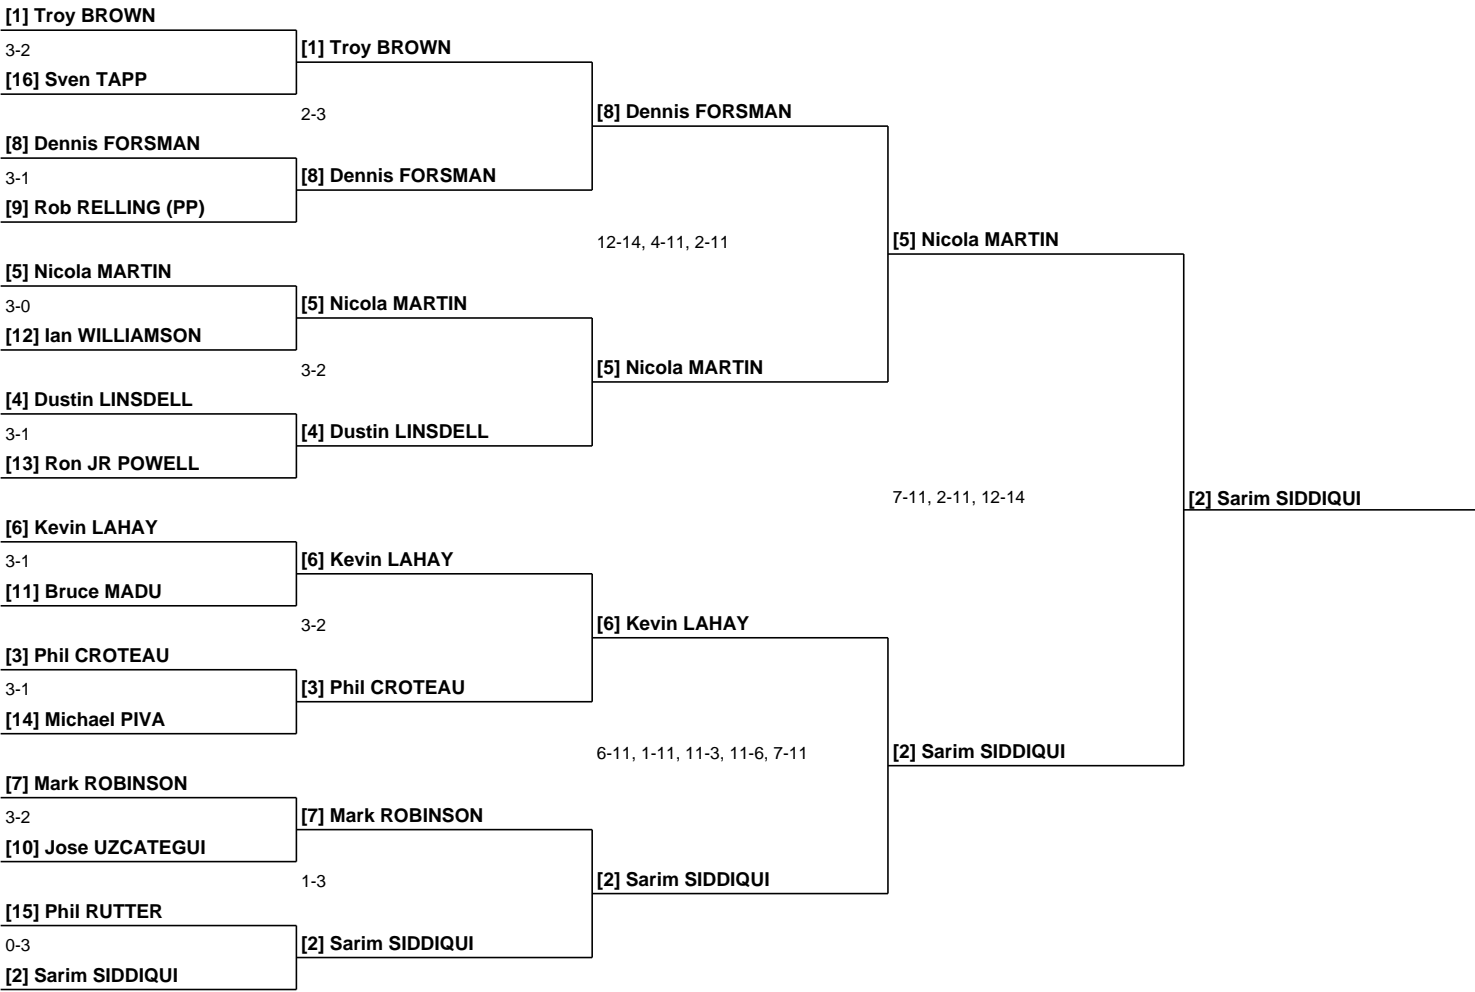 [1] Troy BROWN
3-2
[1] Troy BROWN
[16] Sven TAPP
2-3
[8] Dennis FORSMAN
[8] Dennis FORSMAN
3-1
[8] Dennis FORSMAN
[9] Rob RELLING (PP)
12-14, 4-11, 2-11
[5] Nicola MARTIN
[5] Nicola MARTIN
3-0
[5] Nicola MARTIN
[12] Ian WILLIAMSON
3-2
[5] Nicola MARTIN
[4] Dustin LINSDELL
3-1
[4] Dustin LINSDELL
[13] Ron JR POWELL
7-11, 2-11, 12-14
[2] Sarim SIDDIQUI
[6] Kevin LAHAY
3-1
[6] Kevin LAHAY
[11] Bruce MADU
3-2
[6] Kevin LAHAY
[3] Phil CROTEAU
3-1
[3] Phil CROTEAU
[14] Michael PIVA
6-11, 1-11, 11-3, 11-6, 7-11
[2] Sarim SIDDIQUI
[7] Mark ROBINSON
3-2
[7] Mark ROBINSON
[10] Jose UZCATEGUI
1-3
[2] Sarim SIDDIQUI
[15] Phil RUTTER
0-3
[2] Sarim SIDDIQUI
[2] Sarim SIDDIQUI